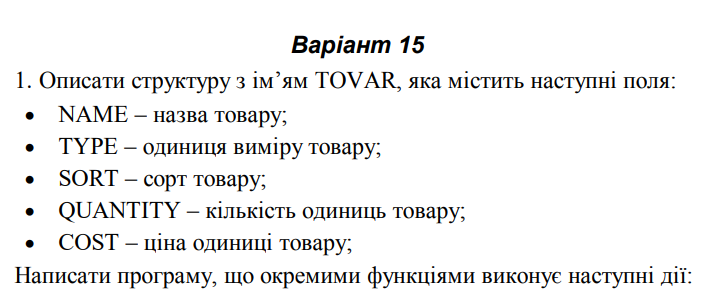 Варіант 15
1. Описати структуру з ім’ям TOVAR, яка містить наступні поля:
• NAME – назва товару;
• TYPE – одиниця виміру товару;
• SORT – сорт товару;
• QUANTITY – кількість одиниць товару;
• COST – ціна одиниці товару;
Написати програму, що окремими функціями виконує наступні дії: